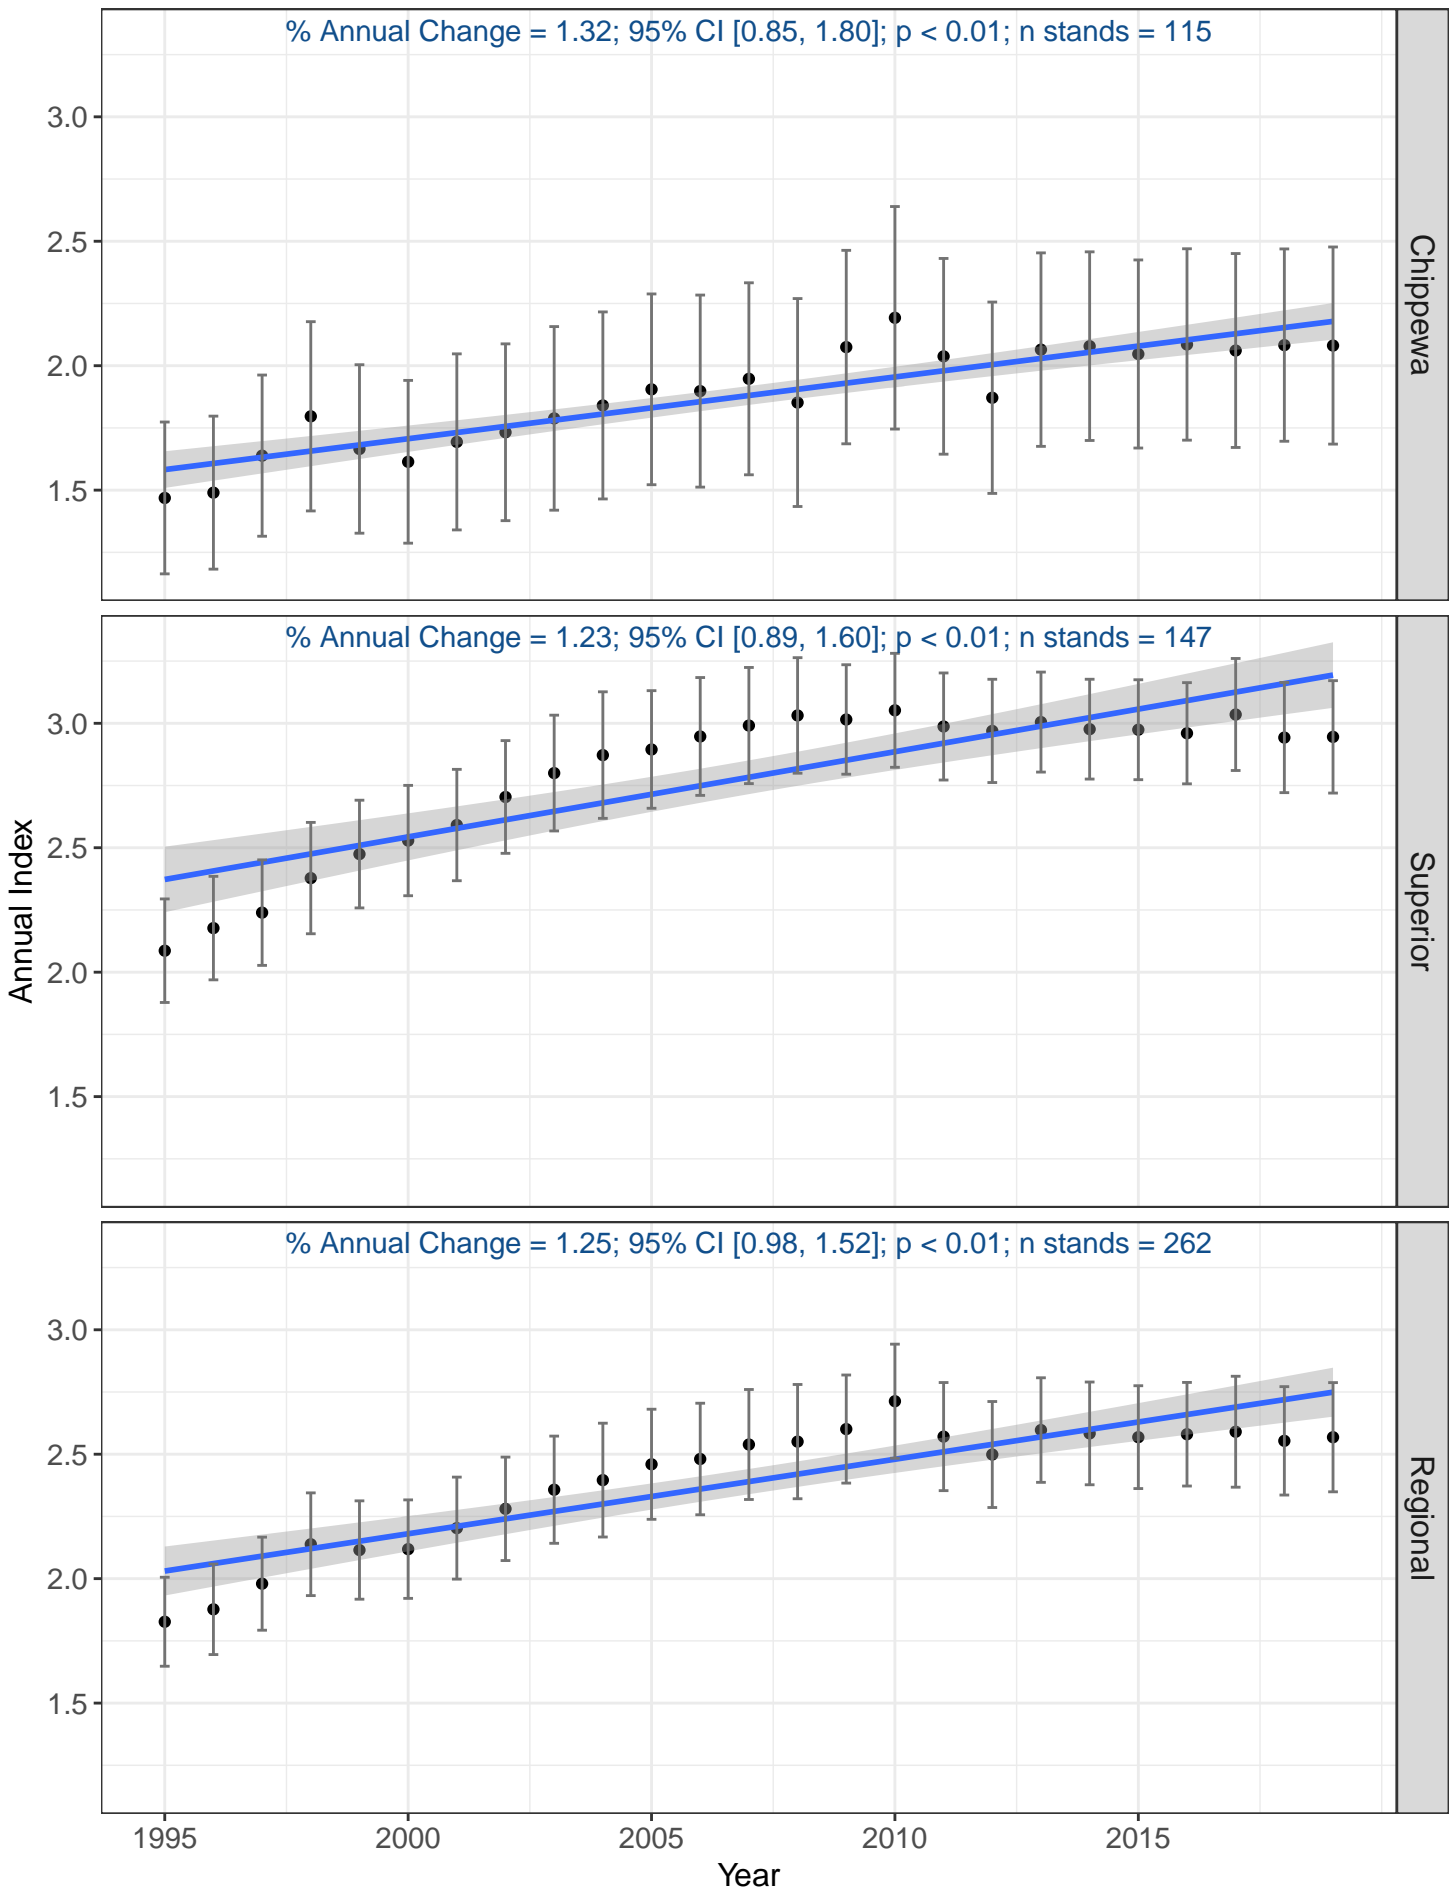 % Annual Change = 1.32; 95% CI [0.85, 1.80]; p < 0.01; n stands = 115
3.0
2.5
2.0
1.5
Chippewa
% Annual Change = 1.23; 95% CI [0.89, 1.60]; p < 0.01; n stands = 147
3.0
2.5
2.0
1.5
Superior
Annual Index
% Annual Change = 1.25; 95% CI [0.98, 1.52]; p < 0.01; n stands = 262
3.0
2.5
2.0
1.5
Regional
1995 2000 2005 2010 2015
Year